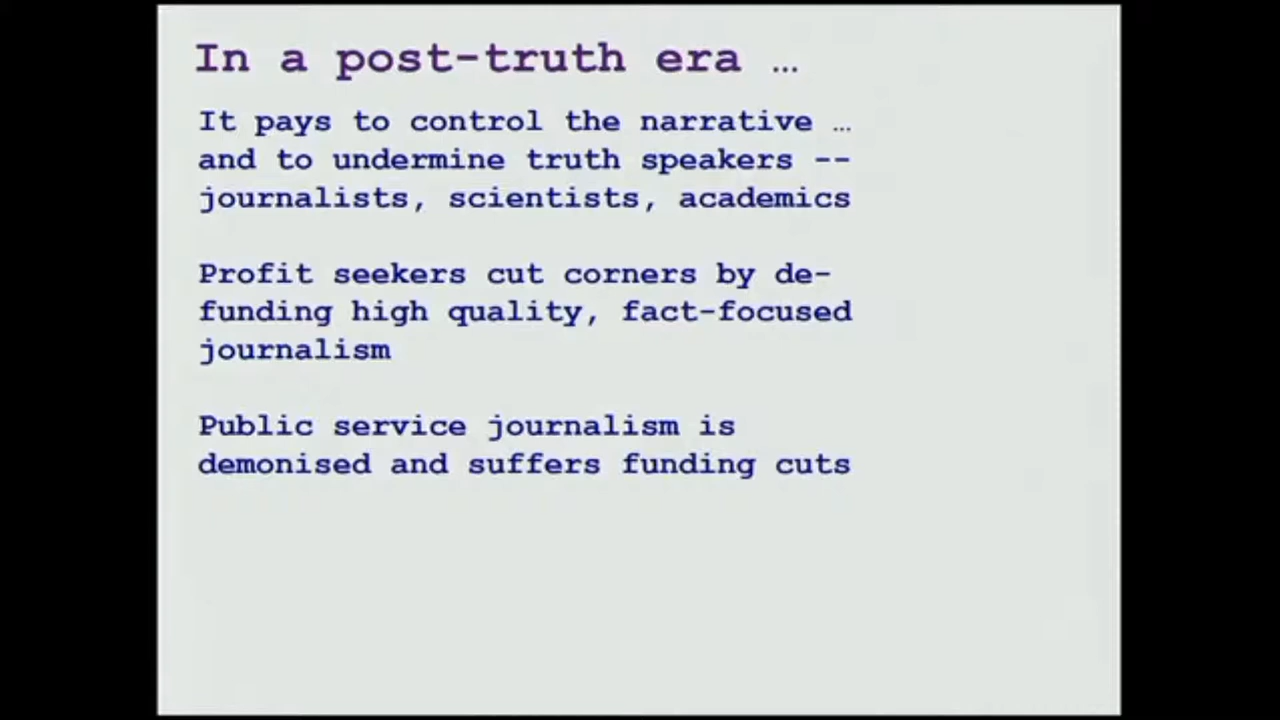 In a post-truth era …
It pays to control the narrative …
and to undermine truth speakers --
journalists, scientists, academics
Profit seekers cut corners by de-
funding high quality, fact-focused
journalism
Public service journalism is
demonised and suffers funding cuts